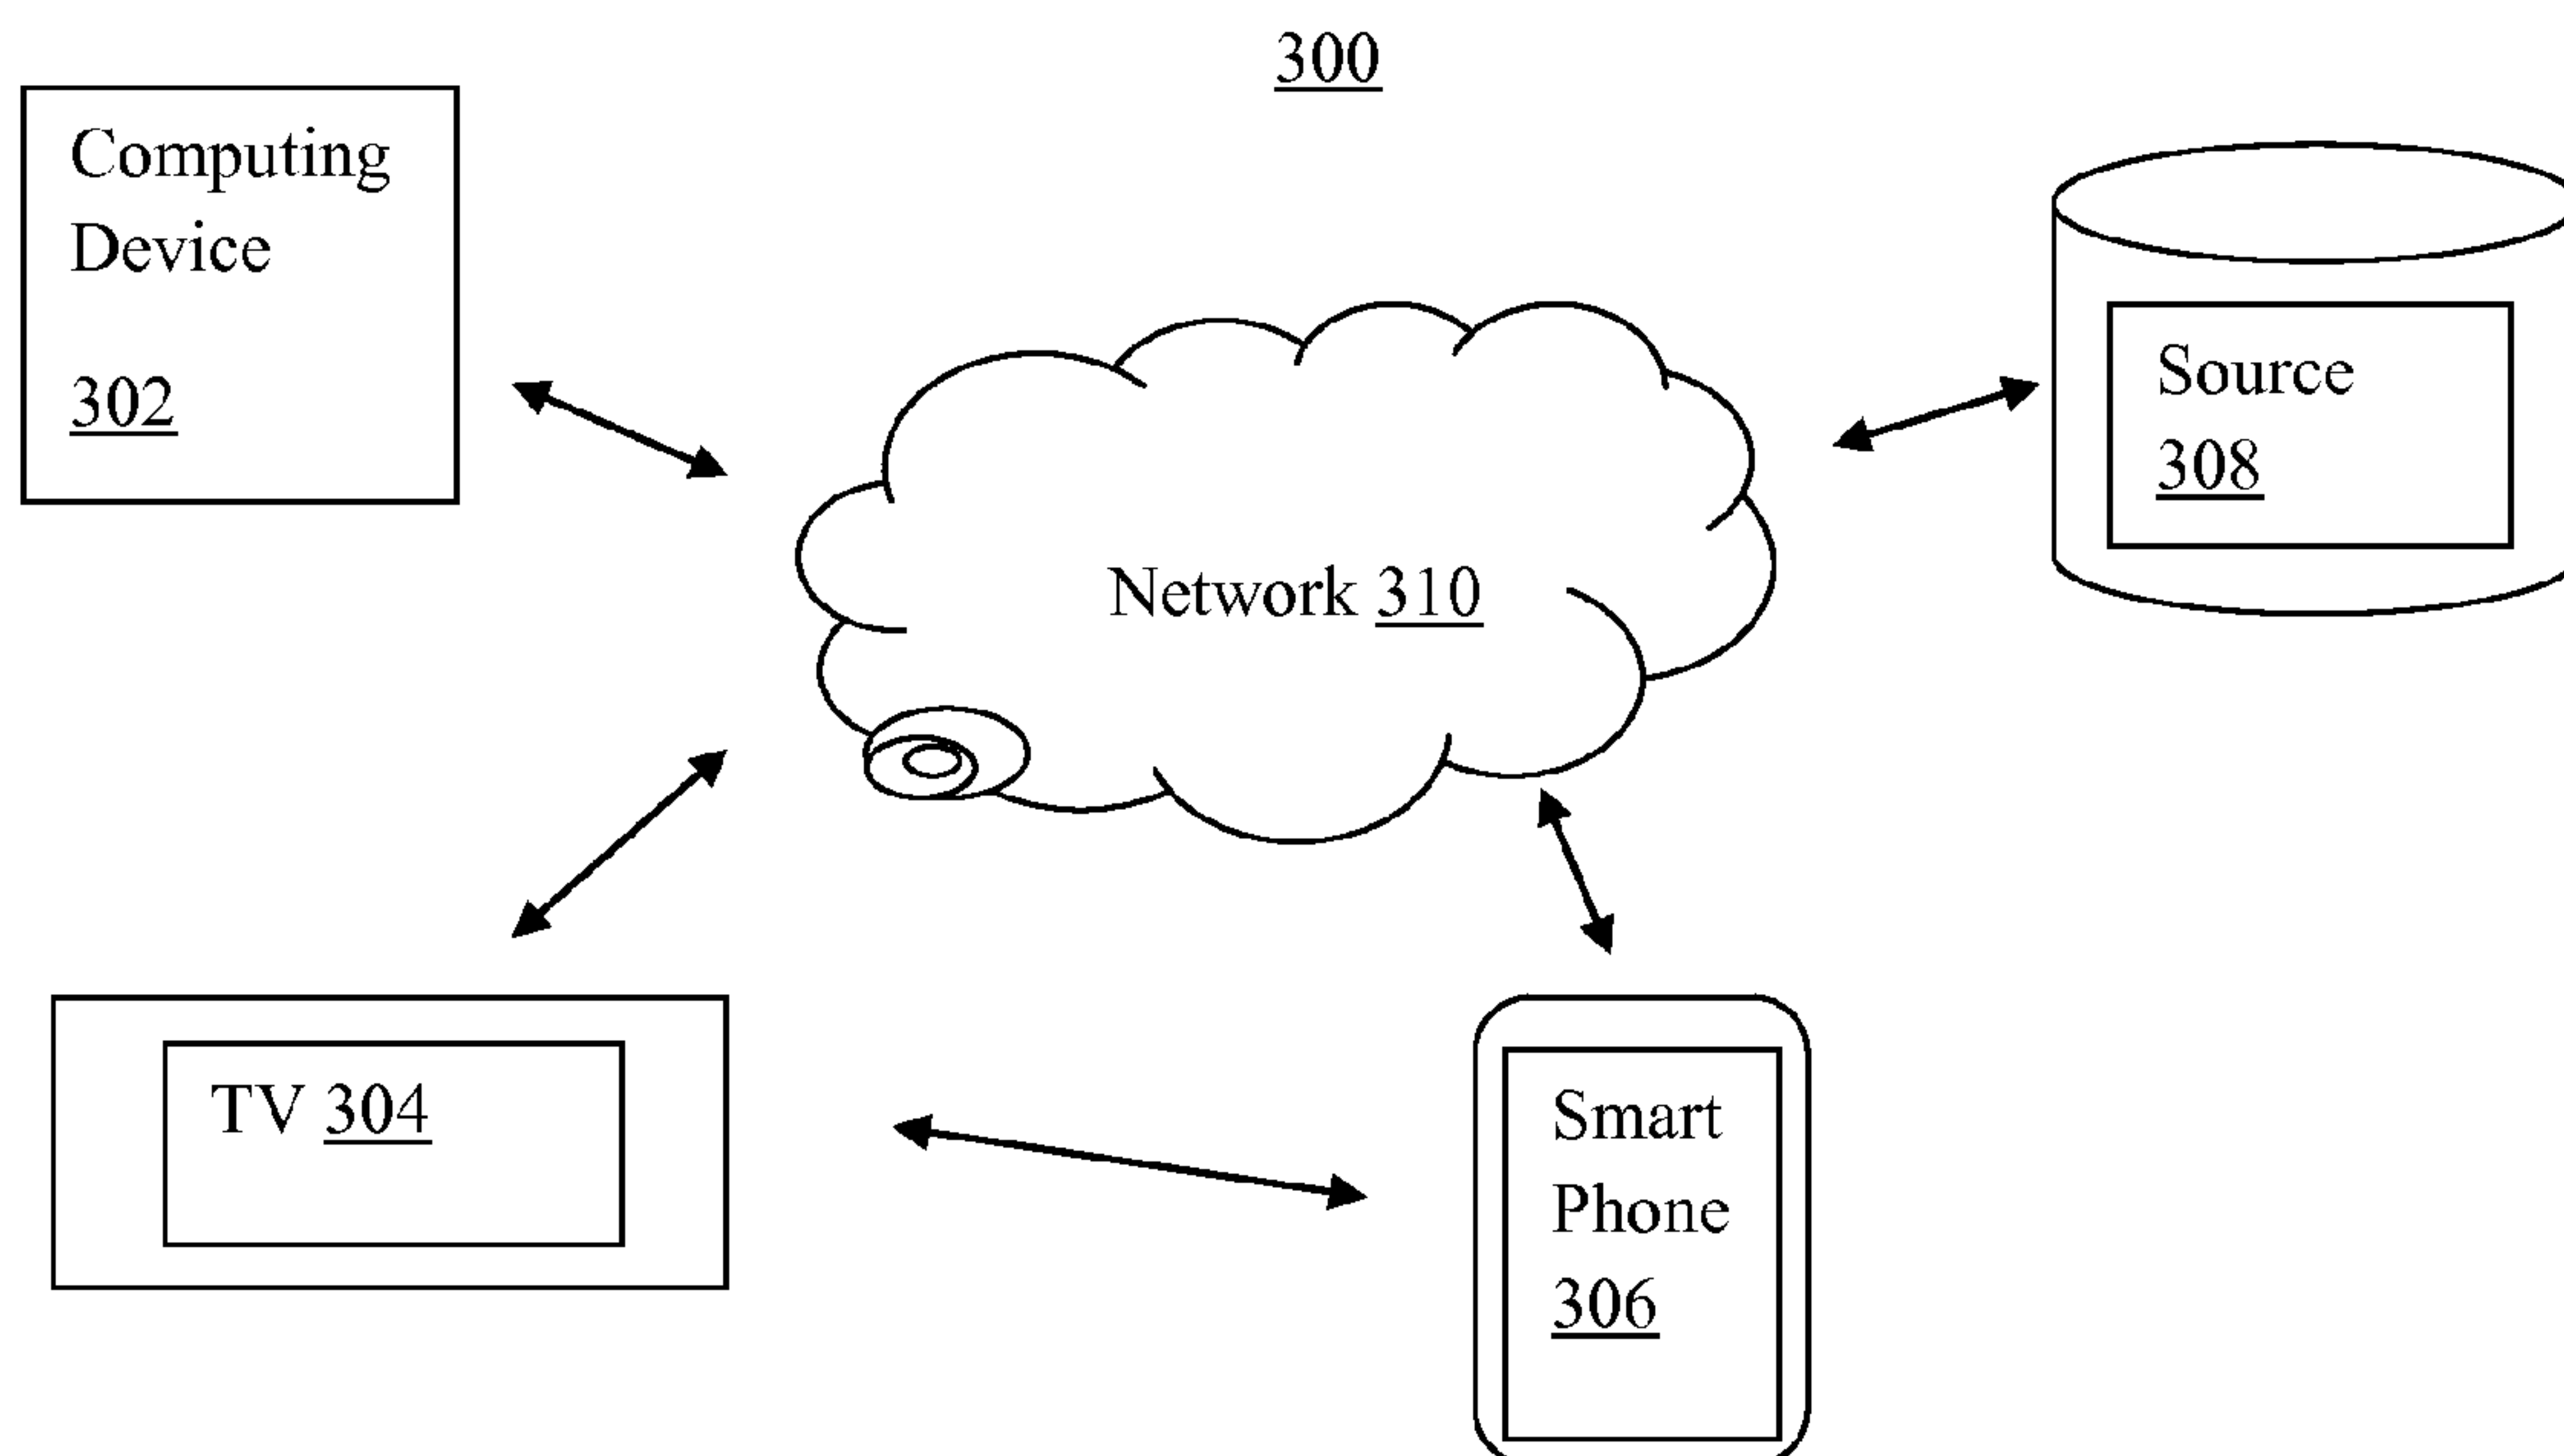 300
Computing
Device
302
Source
308
Network 310
TV 304
Smart
Phone
306